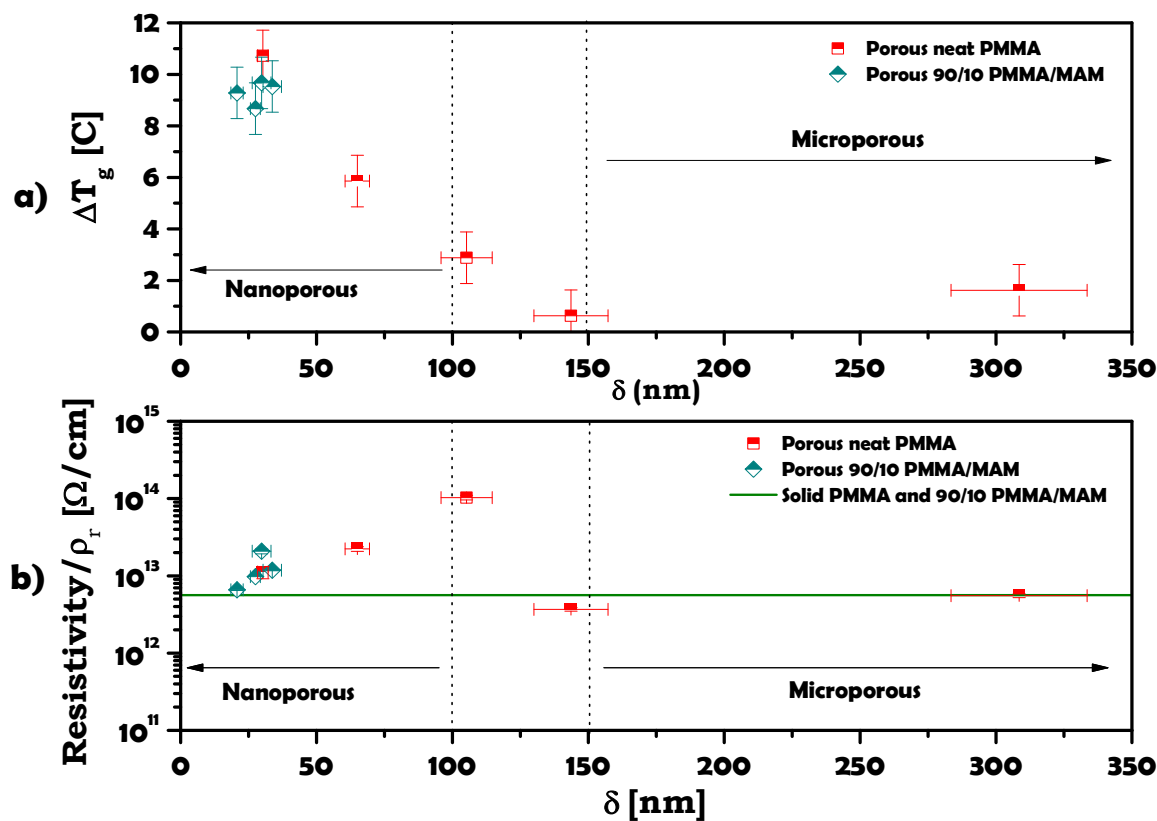 a)
ΔT_g [C]
12
10
8
6
4
2
0
Porous neat PMMA
Porous 90/10 PMMA/MAM
Microporous
Nanoporous
0 50 100 150 200 250 300 350
δ (nm)
b)
Resistivity/ρ_r [Ω/cm]
10^15
10^14
10^13
10^12
10^11
Porous neat PMMA
Porous 90/10 PMMA/MAM
Solid PMMA and 90/10 PMMA/MAM
Nanoporous
Microporous
0 50 100 150 200 250 300 350
δ [nm]